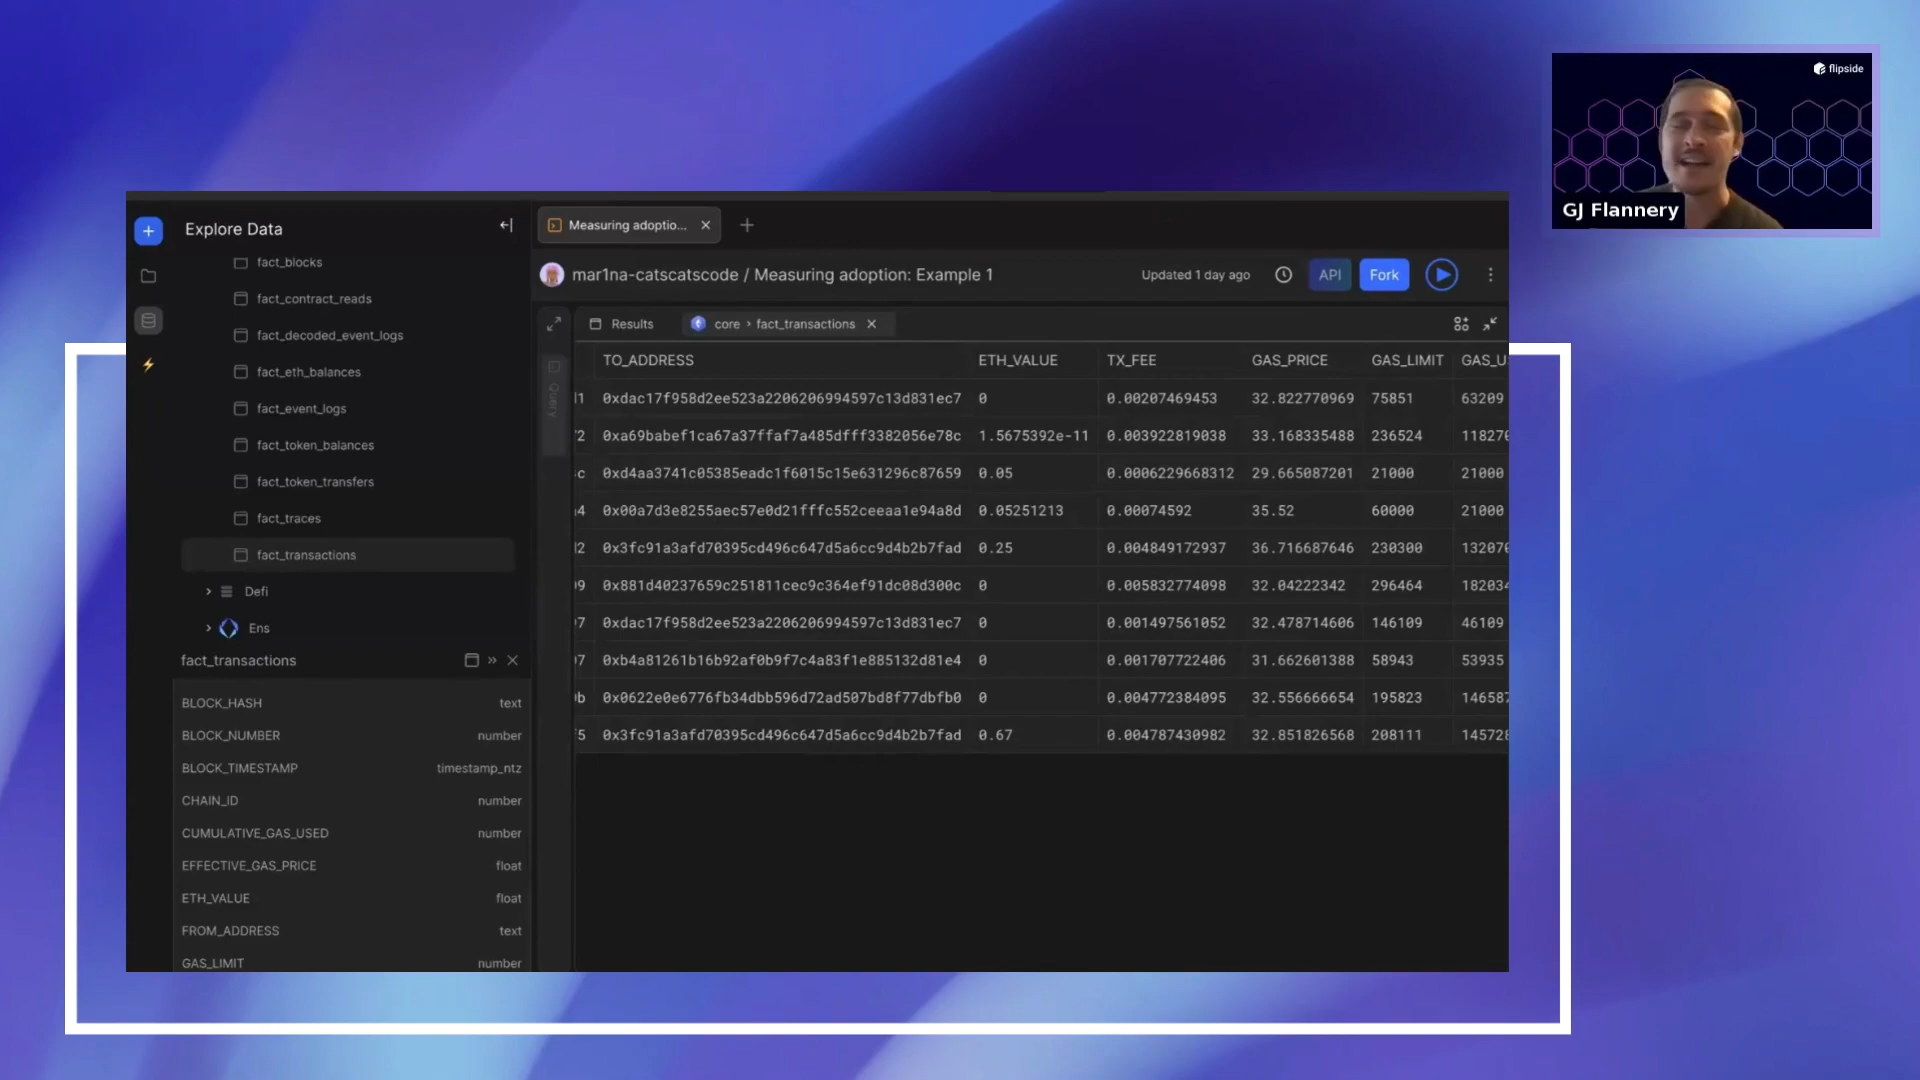 flipside
GJ Flannery
Explore Data
fact_blocks
fact_contract_reads
fact_decoded_event_logs
fact_eth_balances
fact_event_logs
fact_token_balances
fact_token_transfers
fact_traces
fact_transactions
Defi
Ens
fact_transactions
BLOCK_HASH text
BLOCK_NUMBER number
BLOCK_TIMESTAMP timestamp_ntz
CHAIN_ID number
CUMULATIVE_GAS_USED number
EFFECTIVE_GAS_PRICE float
ETH_VALUE float
FROM_ADDRESS text
GAS_LIMIT number
Measuring adoptio...
mar1na-catscatscode / Measuring adoption: Example 1
Updated 1 day ago
API
Fork
Query
Results
core > fact_transactions
TO_ADDRESS ETH_VALUE TX_FEE GAS_PRICE GAS_LIMIT GAS_U
0xdac17f958d2ee523a2206206994597c13d831ec7 0 0.00207469453 32.822770969 75851 63209
0xa69babef1ca67a37ffaf7a485dfff3382056e78c 1.5675392e-11 0.003922819038 33.168335488 236524 118270
0xd4aa3741c05385eadc1f6015c15e631296c87659 0.05 0.0006229668312 29.665087201 21000 21000
0x00a7d3e8255aec57e0d21fffc552ceeaa1e94a8d 0.05251213 0.00074592 35.52 60000 21000
0x3fc91a3afd70395cd496c647d5a6cc9d4b2b7fad 0.25 0.004849172937 36.716687646 230300 132070
0x881d40237659c251811cec9c364ef91dc08d300c 0 0.005832774098 32.04222342 296464 182034
0xdac17f958d2ee523a2206206994597c13d831ec7 0 0.001497561052 32.478714606 146109 46109
0xb4a81261b16b92af0b9f7c4a83f1e885132d81e4 0 0.001707722406 31.662601388 58943 53935
0x0622e0e6776fb34dbb596d72ad507bd8f77dbfb0 0 0.004772384095 32.556666654 195823 146587
0x3fc91a3afd70395cd496c647d5a6cc9d4b2b7fad 0.67 0.004787430982 32.851826568 208111 145728